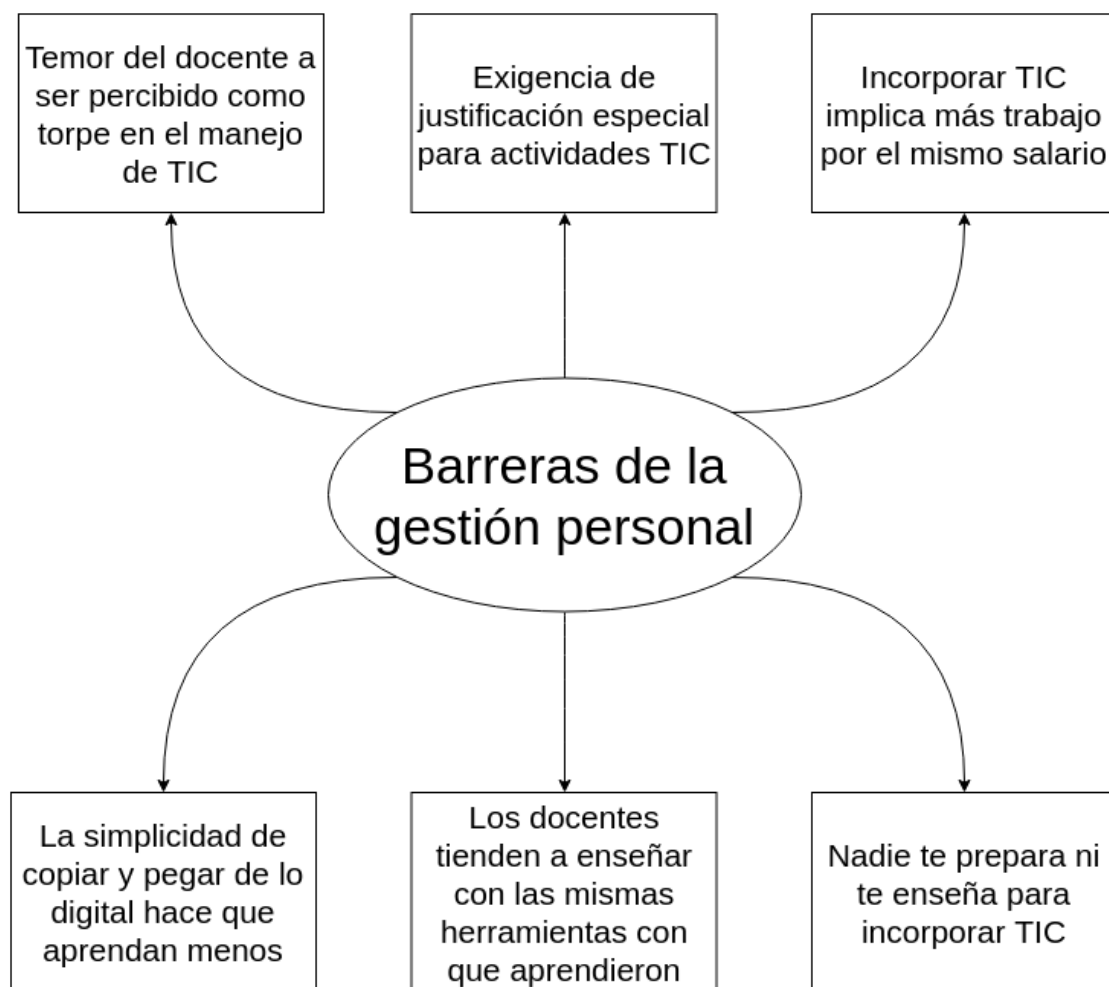 Temor del docente a
ser percibido como
torpe en el manejo
de TIC
Exigencia de
justificación especial
para actividades TIC
Incorporar TIC
implica más trabajo
por el mismo salario
Barreras de la
gestión personal
La simplicidad de
copiar y pegar de lo
digital hace que
aprendan menos
Los docentes
tienden a enseñar
con las mismas
herramientas con
que aprendieron
Nadie te prepara ni
te enseña para
incorporar TIC